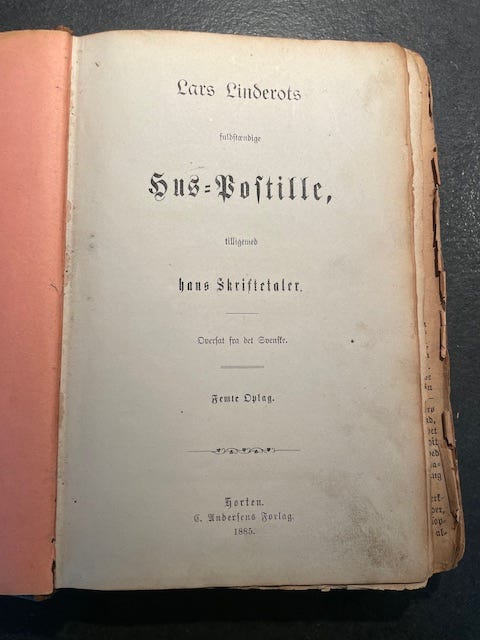 Lars Linderots
fuldstændige
Hus-Postille,
tilligemed
hans Skriftetaler.
Oversat fra det Svenske.
Femte Oplag.
Horten.
C. Andersens Forlag.
1885.